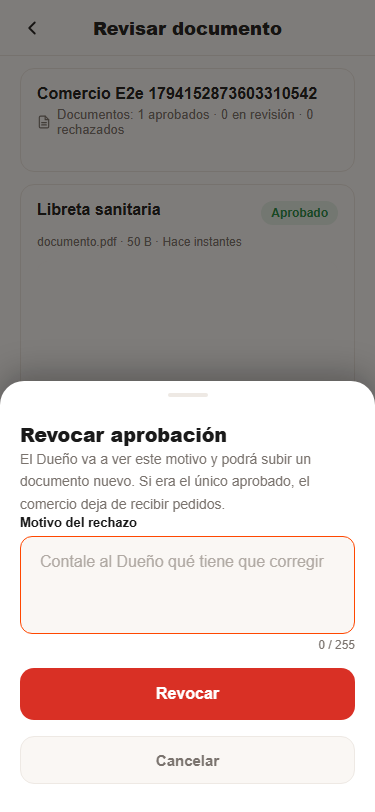 Revisar documento
Comercio E2e 1794152873603310542
Documentos: 1 aprobados · 0 en revisión · 0
rechazados
Libreta sanitaria
Aprobado
documento.pdf · 50 B · Hace instantes
Revocar aprobación
El Dueño va a ver este motivo y podrá subir un
documento nuevo. Si era el único aprobado, el
comercio deja de recibir pedidos.
Motivo del rechazo
Contale al Dueño qué tiene que corregir
0 / 255
Revocar
Cancelar